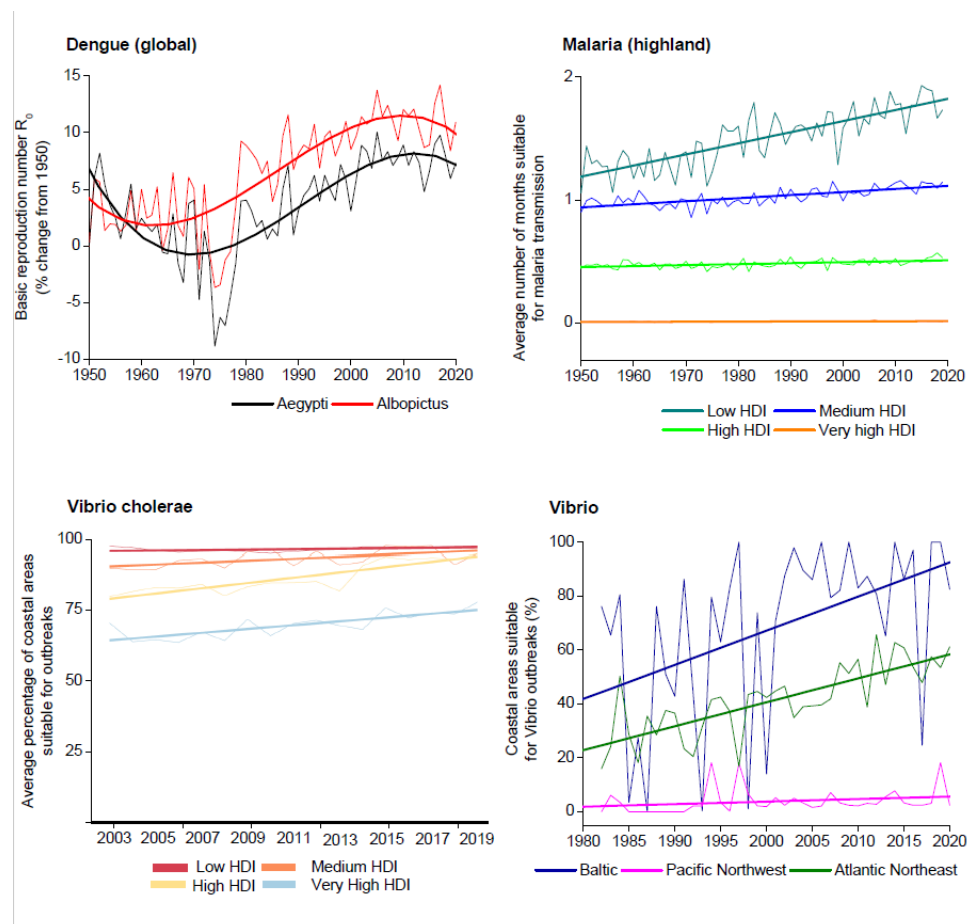 Dengue (global)
Basic reproduction number R0
(% change from 1950)
15
10
5
0
-5
-10
1950 1960 1970 1980 1990 2000 2010 2020
Aegypti Albopictus
Malaria (highland)
Average number of months suitable
for malaria transmission
2
1
0
1950 1960 1970 1980 1990 2000 2010 2020
Low HDI Medium HDI
High HDI Very high HDI
Vibrio cholerae
Average percentage of coastal areas
suitable for outbreaks
100
75
50
25
2003 2005 2007 2009 2011 2013 2015 2017 2019
Low HDI Medium HDI
High HDI Very High HDI
Vibrio
Coastal areas suitable
for Vibrio outbreaks (%)
100
80
60
40
20
0
1980 1985 1990 1995 2000 2005 2010 2015 2020
Baltic Pacific Northwest Atlantic Northeast